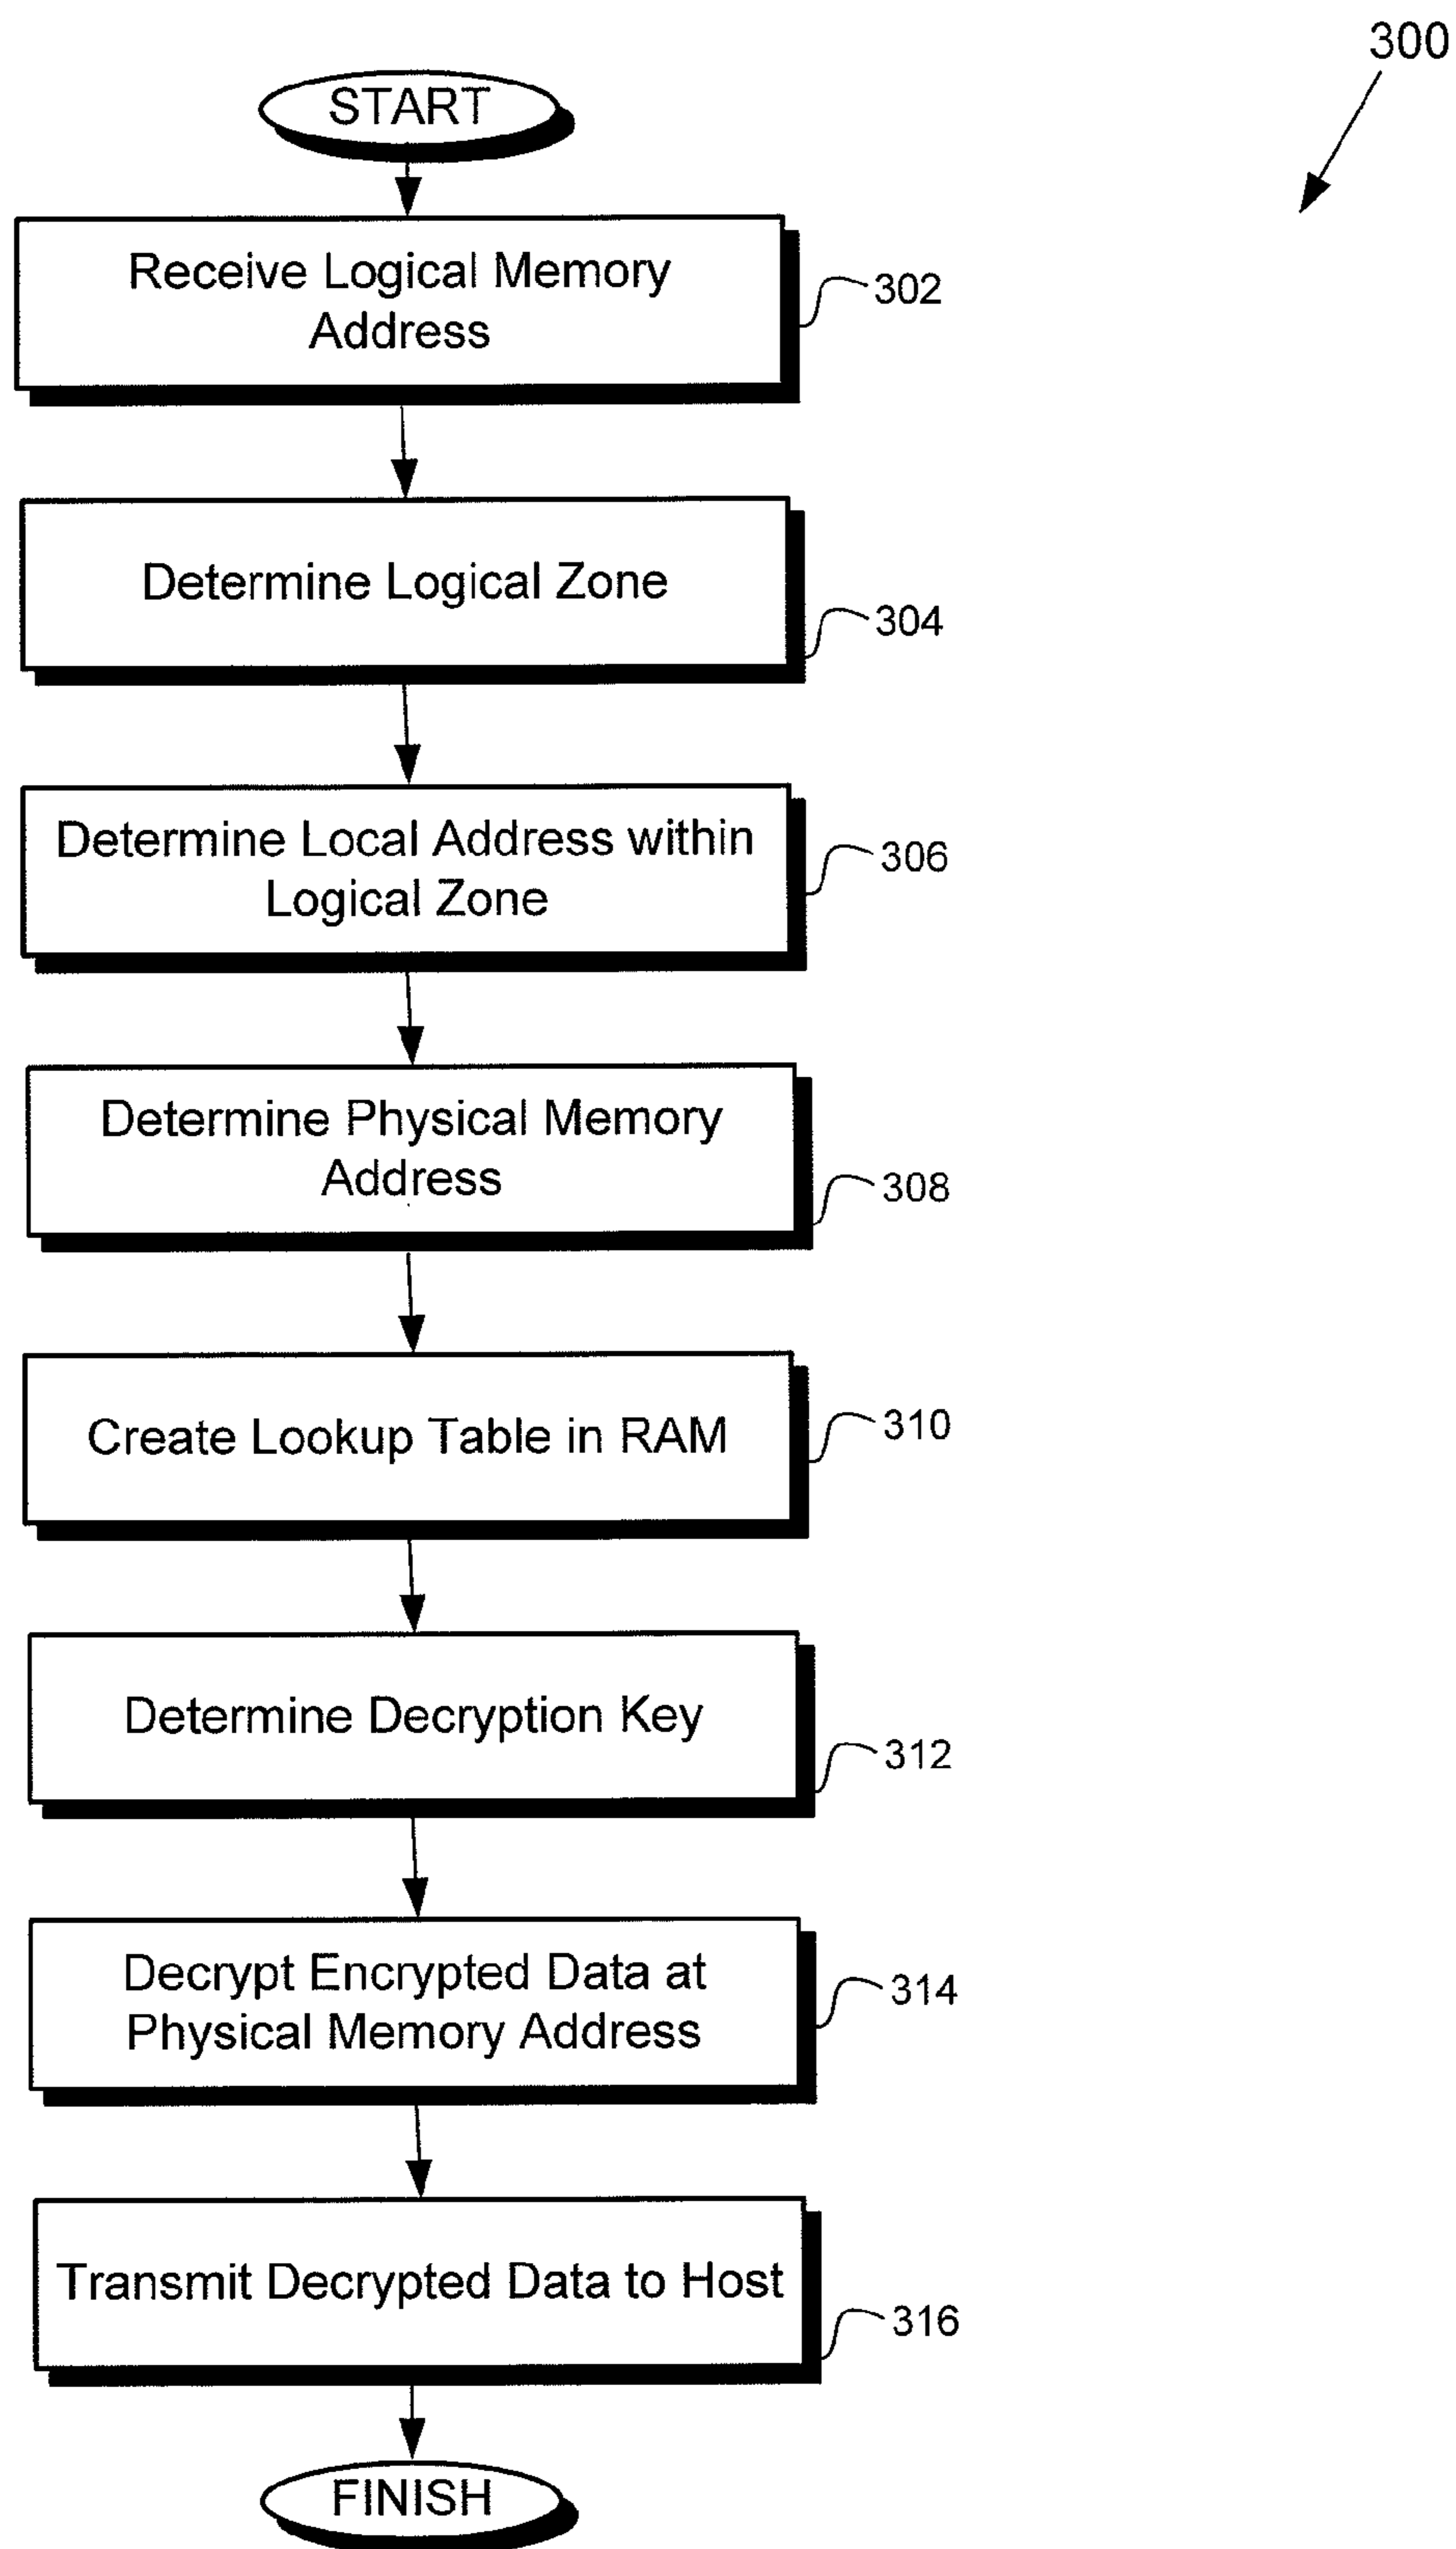 300
START
Receive Logical Memory
Address
302
Determine Logical Zone
304
Determine Local Address within
Logical Zone
306
Determine Physical Memory
Address
308
Create Lookup Table in RAM
310
Determine Decryption Key
312
Decrypt Encrypted Data at
Physical Memory Address
314
Transmit Decrypted Data to Host
316
FINISH